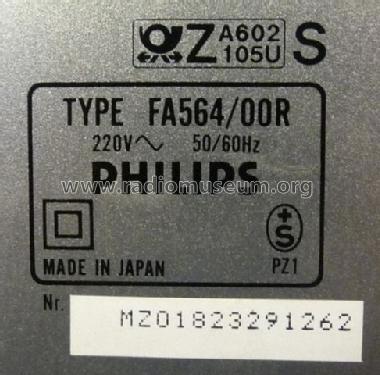 Z A602 S
105U
TYPE FA564/00R
220V~ 50/60Hz
PHILIPS
www.radiomuseum.org
+
S
MADE IN JAPAN PZ1
Nr. MZ01823291262